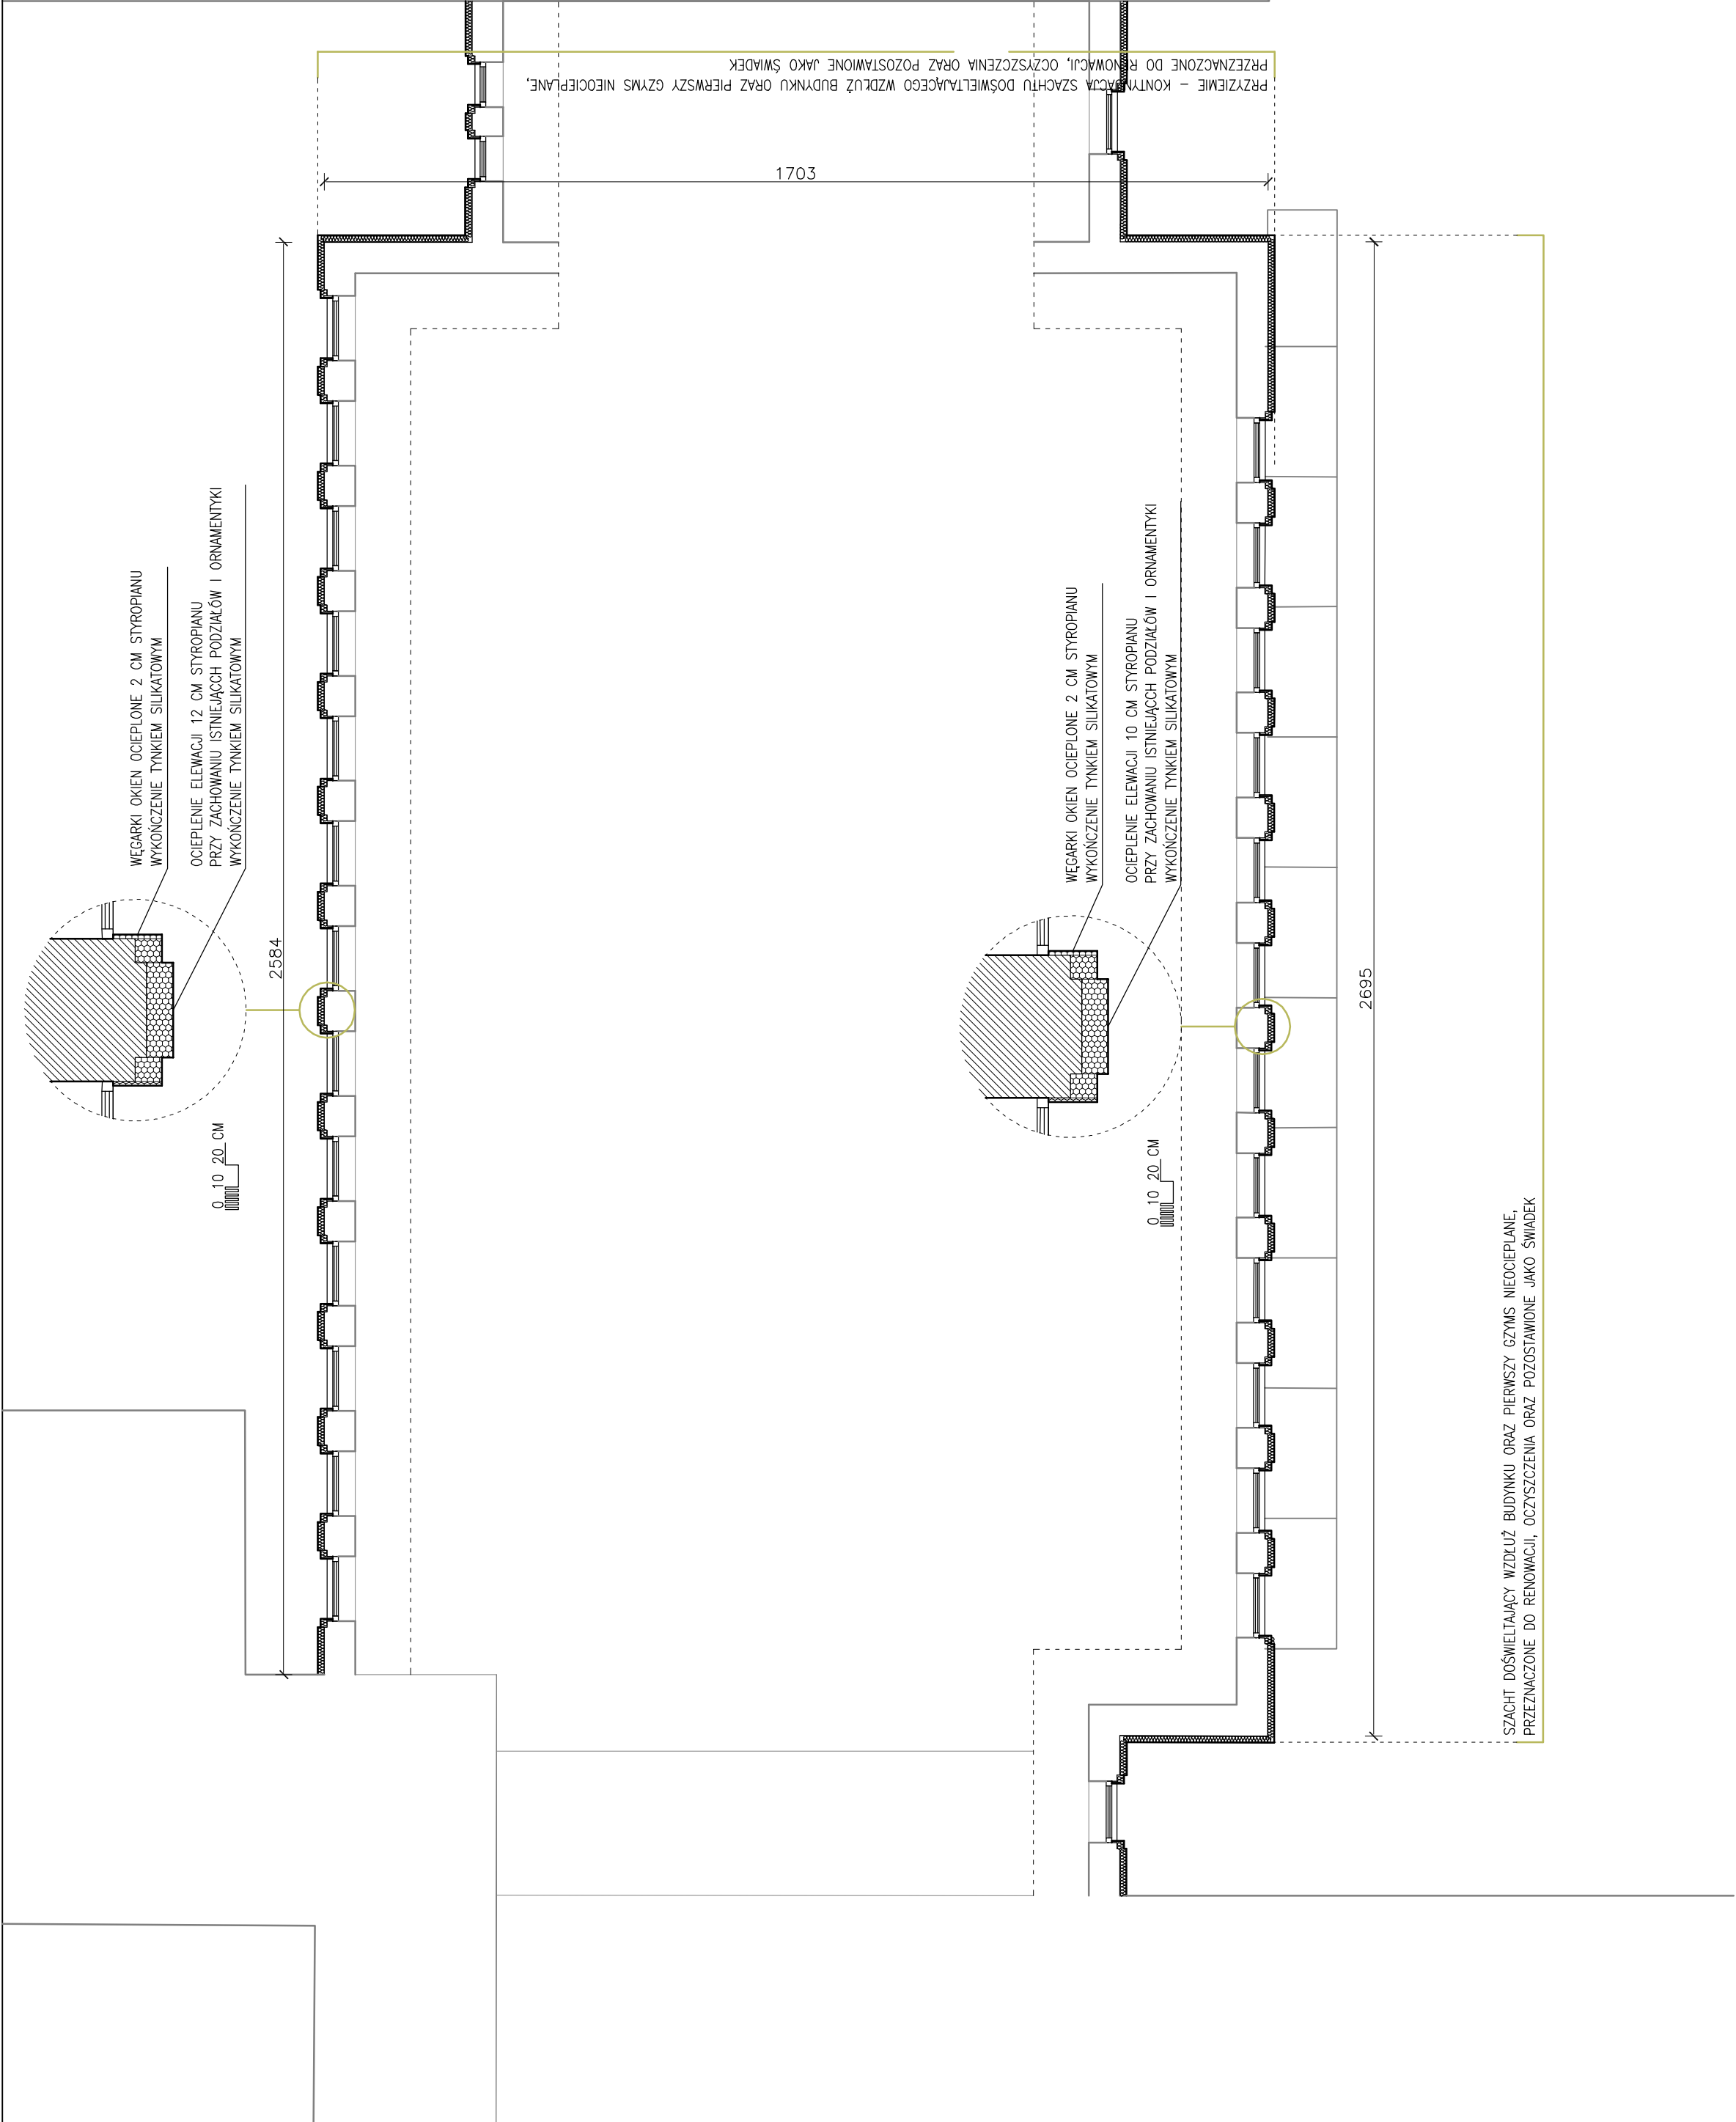 PRZYZIEMIE – KONTYNUACJA SZACHTU DOŚWIELTAJĄCEGO WZDŁUŻ BUDYNKU ORAZ PIERWSZY GZYMS NIEOCIEPLANE,
PRZEZNACZONE DO RENOWACJI, OCZYSZCZENIA ORAZ POZOSTAWIONE JAKO ŚWIADEK
1703
WĘGARKI OKIEN OCIEPLONE 2 CM STYROPIANU
WYKOŃCZENIE TYNKIEM SILIKATOWYM
OCIEPLENIE ELEWACJI 12 CM STYROPIANU
PRZY ZACHOWANIU ISTNIEJĄCCH PODZIAŁÓW I ORNAMENTYKI
WYKOŃCZENIE TYNKIEM SILIKATOWYM
0 10 20 CM
2584
WĘGARKI OKIEN OCIEPLONE 2 CM STYROPIANU
WYKOŃCZENIE TYNKIEM SILIKATOWYM
OCIEPLENIE ELEWACJI 10 CM STYROPIANU
PRZY ZACHOWANIU ISTNIEJĄCCH PODZIAŁÓW I ORNAMENTYKI
WYKOŃCZENIE TYNKIEM SILIKATOWYM
0 10 20 CM
2695
SZACHT DOŚWIELTAJĄCY WZDŁUŻ BUDYNKU ORAZ PIERWSZY GZYMS NIEOCIEPLANE,
PRZEZNACZONE DO RENOWACJI, OCZYSZCZENIA ORAZ POZOSTAWIONE JAKO ŚWIADEK